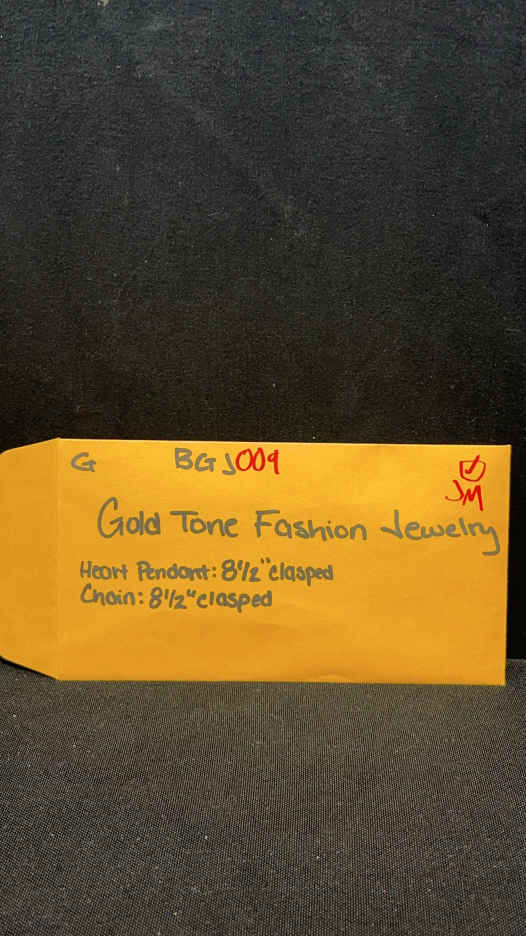 G BGJ009
JM
Gold Tone Fashion Jewelry
Heart Pendant: 8 1/2" clasped
Chain: 8 1/2" clasped